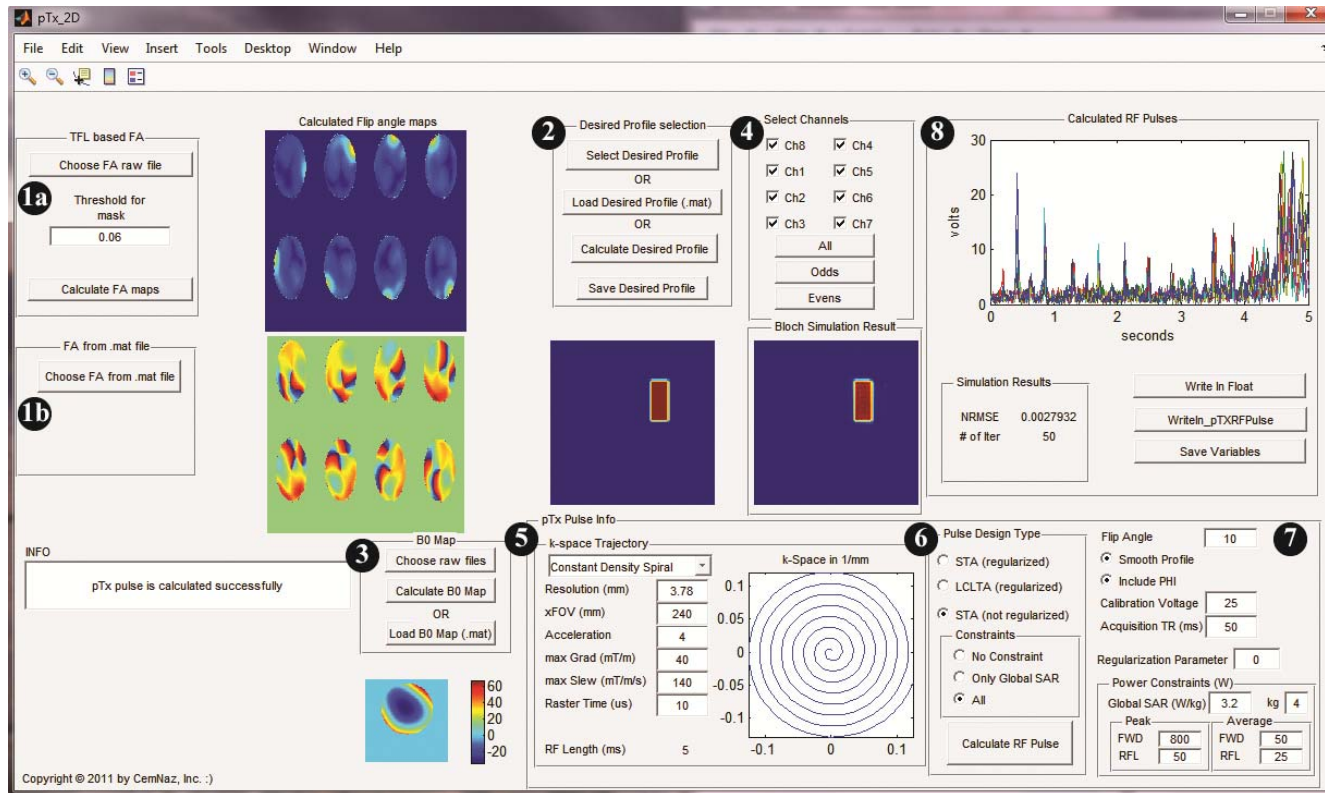 pTx_2D
File Edit View Insert Tools Desktop Window Help
1a
TFL based FA
Choose FA raw file
Threshold for
mask
0.06
Calculate FA maps
1b
FA from .mat file
Choose FA from .mat file
Calculated Flip angle maps
2
Desired Profile selection
Select Desired Profile
OR
Load Desired Profile (.mat)
OR
Calculate Desired Profile
Save Desired Profile
4
Select Channels
Ch8 Ch4
Ch1 Ch5
Ch2 Ch6
Ch3 Ch7
All
Odds
Evens
Bloch Simulation Result
8
Calculated RF Pulses
volts
30
20
10
0
0 1 2 3 4 5
seconds
Simulation Results
NRMSE 0.0027932
# of Iter 50
Write In Float
WriteIn_pTXRFPulse
Save Variables
INFO
pTx pulse is calculated successfully
3
B0 Map
Choose raw files
Calculate B0 Map
OR
Load B0 Map (.mat)
60
40
20
0
-20
pTx Pulse Info
5
k-space Trajectory
Constant Density Spiral
Resolution (mm) 3.78
xFOV (mm) 240
Acceleration 4
max Grad (mT/m) 40
max Slew (mT/m/s) 140
Raster Time (us) 10
RF Length (ms) 5
k-Space in 1/mm
0.1
0.05
0
-0.05
-0.1
-0.1 0 0.1
6
Pulse Design Type
STA (regularized)
LCLTA (regularized)
STA (not regularized)
Constraints
No Constraint
Only Global SAR
All
Calculate RF Pulse
7
Flip Angle 10
Smooth Profile
Include PHI
Calibration Voltage 25
Acquisition TR (ms) 50
Regularization Parameter 0
Power Constraints (W)
Global SAR (W/kg) 3.2 kg 4
Peak Average
FWD 800 FWD 50
RFL 50 RFL 25
Copyright © 2011 by CemNaz, Inc. :)